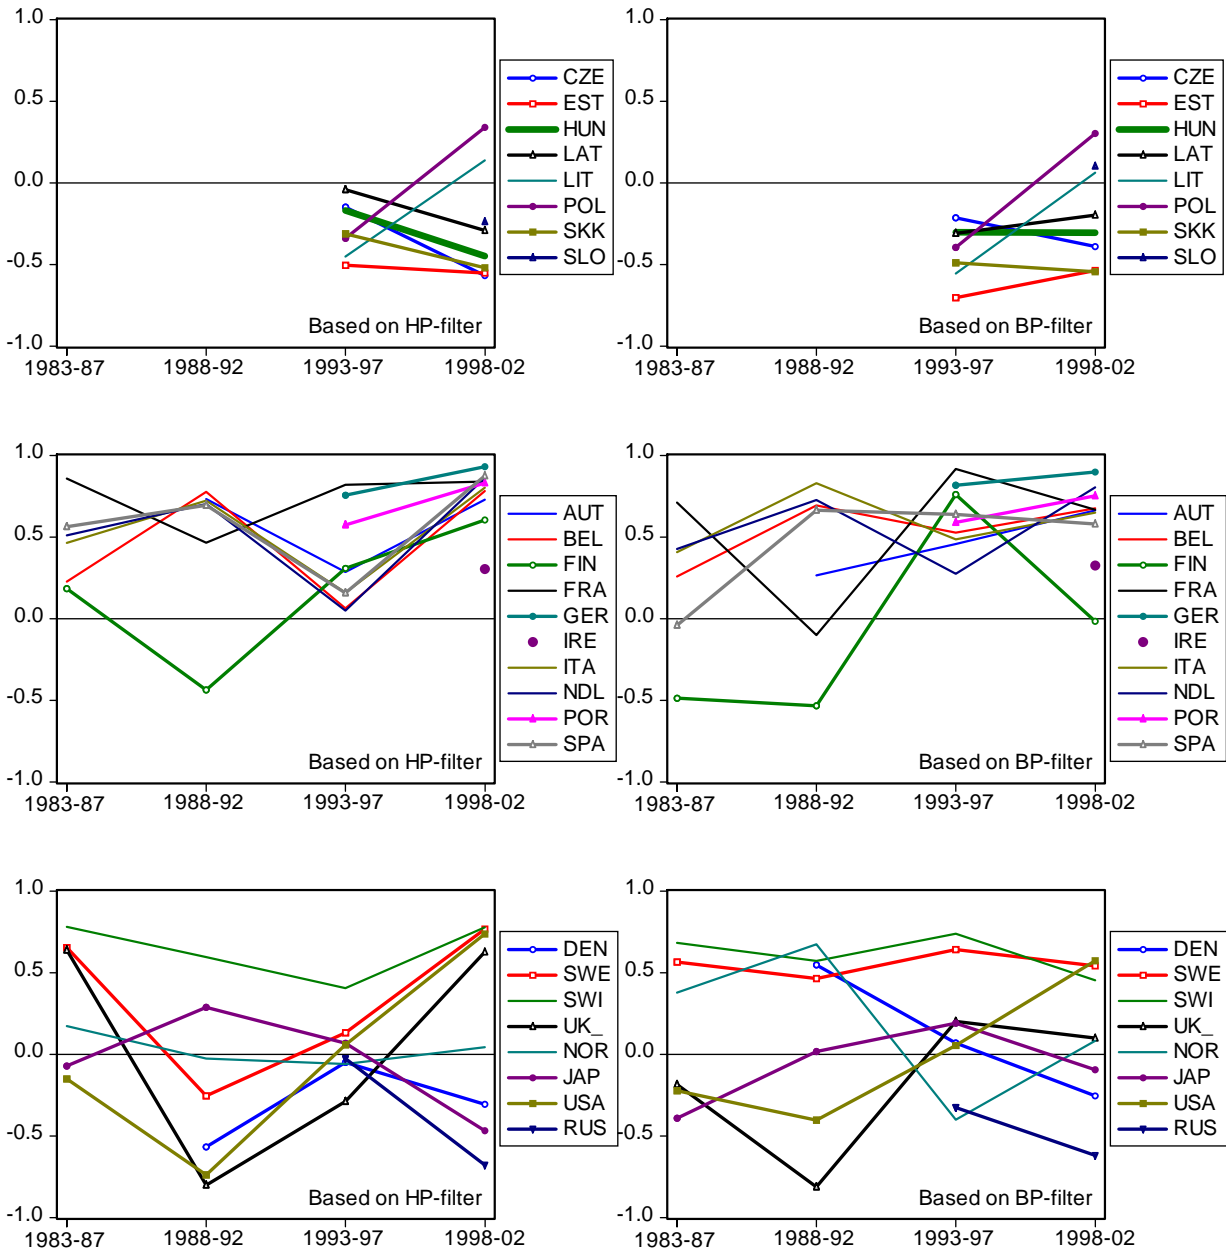 1.0
0.5
0.0
-0.5
-1.0
1983-87 1988-92 1993-97 1998-02
Based on HP-filter
CZE
EST
HUN
LAT
LIT
POL
SKK
SLO
1.0
0.5
0.0
-0.5
-1.0
1983-87 1988-92 1993-97 1998-02
Based on BP-filter
CZE
EST
HUN
LAT
LIT
POL
SKK
SLO
1.0
0.5
0.0
-0.5
-1.0
1983-87 1988-92 1993-97 1998-02
Based on HP-filter
AUT
BEL
FIN
FRA
GER
IRE
ITA
NDL
POR
SPA
1.0
0.5
0.0
-0.5
-1.0
1983-87 1988-92 1993-97 1998-02
Based on BP-filter
AUT
BEL
FIN
FRA
GER
IRE
ITA
NDL
POR
SPA
1.0
0.5
0.0
-0.5
-1.0
1983-87 1988-92 1993-97 1998-02
Based on HP-filter
DEN
SWE
SWI
UK_
NOR
JAP
USA
RUS
1.0
0.5
0.0
-0.5
-1.0
1983-87 1988-92 1993-97 1998-02
Based on BP-filter
DEN
SWE
SWI
UK_
NOR
JAP
USA
RUS